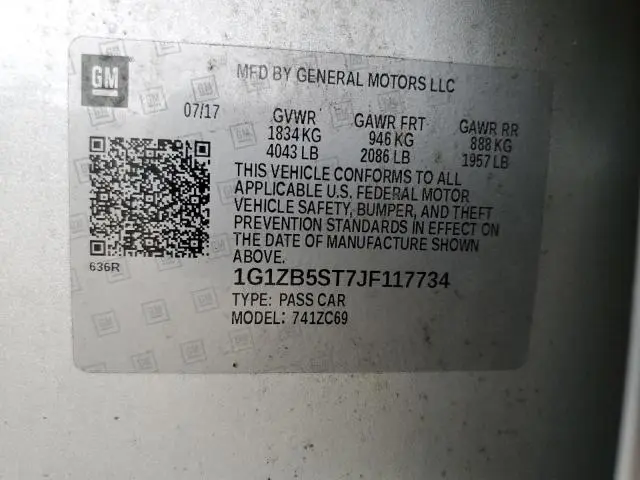 GM
MFD BY GENERAL MOTORS LLC
07/17
GVWR GAWR FRT GAWR RR
1834 KG 946 KG 888 KG
4043 LB 2086 LB 1957 LB
THIS VEHICLE CONFORMS TO ALL
APPLICABLE U.S. FEDERAL MOTOR
VEHICLE SAFETY, BUMPER, AND THEFT
PREVENTION STANDARDS IN EFFECT ON
THE DATE OF MANUFACTURE SHOWN
ABOVE.
636R
1G1ZB5ST7JF117734
TYPE: PASS CAR
MODEL: 741ZC69